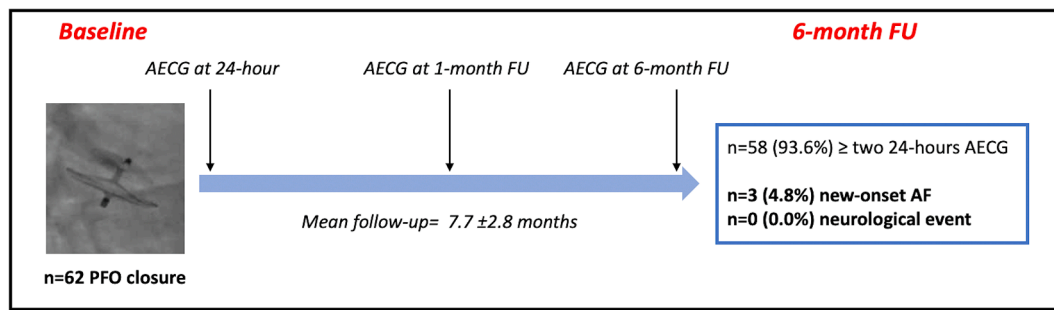 Baseline
6-month FU
AECG at 24-hour
AECG at 1-month FU
AECG at 6-month FU
n=58 (93.6%) ≥ two 24-hours AECG
n=3 (4.8%) new-onset AF
n=0 (0.0%) neurological event
Mean follow-up= 7.7 ±2.8 months
n=62 PFO closure